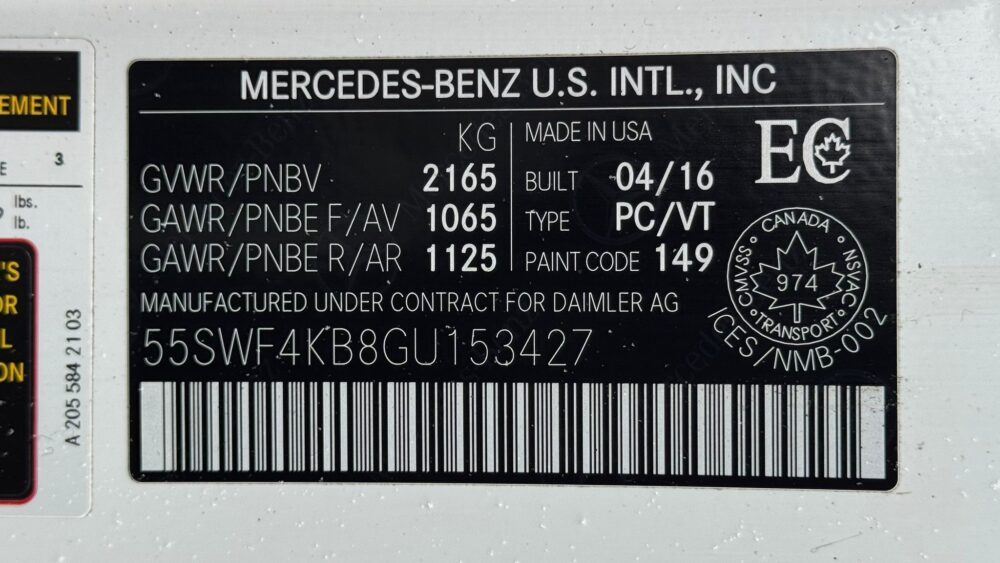 EMENT
E 3
lbs.
lb.
'S
OR
L
ON
A 205 584 21 03
MERCEDES-BENZ U.S. INTL., INC
KG
GVWR/PNBV 2165
GAWR/PNBE F/AV 1065
GAWR/PNBE R/AR 1125
MADE IN USA
BUILT 04/16
TYPE PC/VT
PAINT CODE 149
EC
CANADA
CMVSS NSVAC
974
TRANSPORT
ICES/NMB-002
MANUFACTURED UNDER CONTRACT FOR DAIMLER AG
55SWF4KB8GU153427